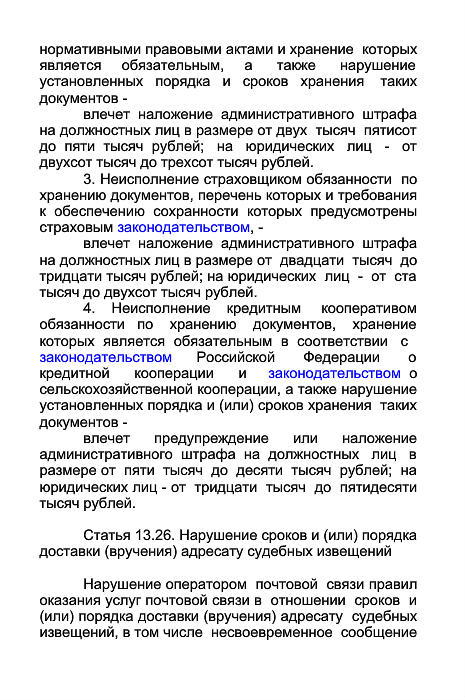 нормативными правовыми актами и хранение которых
является обязательным, а также нарушение
установленных порядка и сроков хранения таких
документов -
влечет наложение административного штрафа
на должностных лиц в размере от двух тысяч пятисот
до пяти тысяч рублей; на юридических лиц - от
двухсот тысяч до трехсот тысяч рублей.
3. Неисполнение страховщиком обязанности по
хранению документов, перечень которых и требования
к обеспечению сохранности которых предусмотрены
страховым законодательством, -
влечет наложение административного штрафа
на должностных лиц в размере от двадцати тысяч до
тридцати тысяч рублей; на юридических лиц - от ста
тысяч до двухсот тысяч рублей.
4. Неисполнение кредитным кооперативом
обязанности по хранению документов, хранение
которых является обязательным в соответствии с
законодательством Российской Федерации о
кредитной кооперации и законодательством о
сельскохозяйственной кооперации, а также нарушение
установленных порядка и (или) сроков хранения таких
документов -
влечет предупреждение или наложение
административного штрафа на должностных лиц в
размере от пяти тысяч до десяти тысяч рублей; на
юридических лиц - от тридцати тысяч до пятидесяти
тысяч рублей.
Статья 13.26. Нарушение сроков и (или) порядка
доставки (вручения) адресату судебных извещений
Нарушение оператором почтовой связи правил
оказания услуг почтовой связи в отношении сроков и
(или) порядка доставки (вручения) адресату судебных
извещений, в том числе несвоевременное сообщение